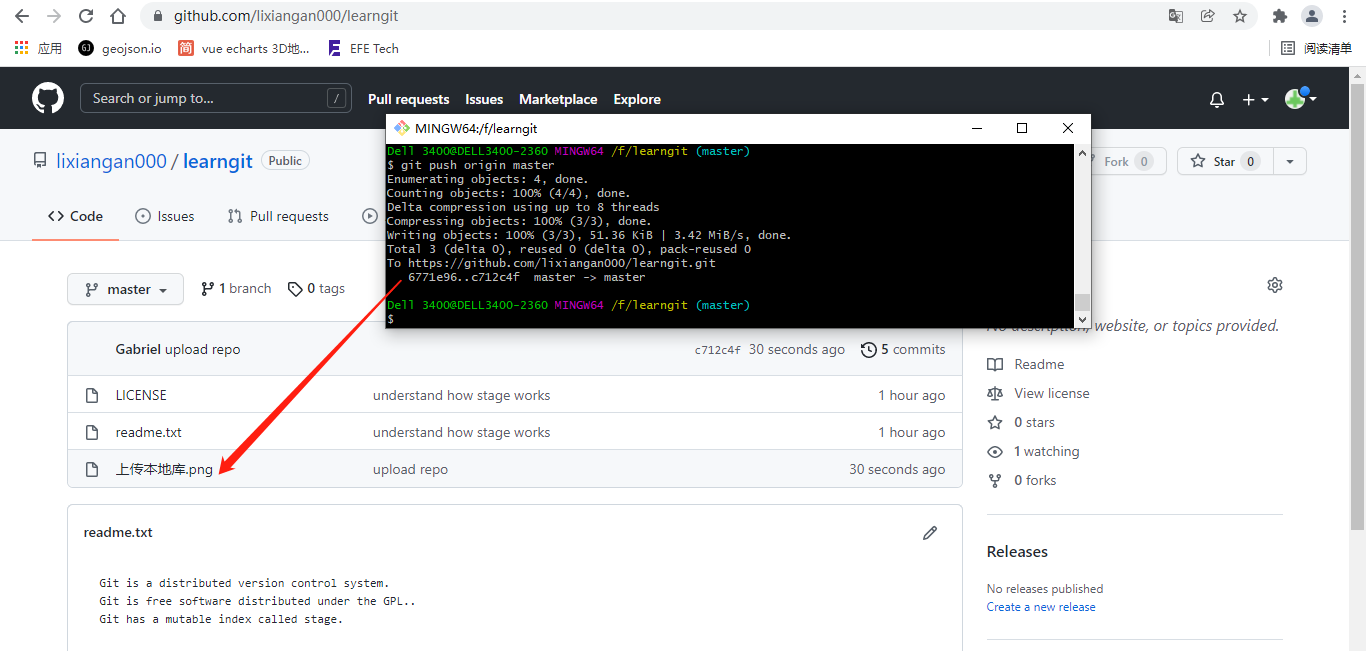 github.com/lixiangan000/learngit
应用 geojson.io vue echarts 3D地... EFE Tech 阅读清单
Search or jump to... / Pull requests Issues Marketplace Explore
MINGW64:/f/learngit
Dell 3400@DELL3400-2360 MINGW64 /f/learngit (master)
$ git push origin master
Enumerating objects: 4, done.
Counting objects: 100% (4/4), done.
Delta compression using up to 8 threads
Compressing objects: 100% (3/3), done.
Writing objects: 100% (3/3), 51.36 KiB | 3.42 MiB/s, done.
Total 3 (delta 0), reused 0 (delta 0), pack-reused 0
To https://github.com/lixiangan000/learngit.git
6771e96..c712c4f master -> master
Dell 3400@DELL3400-2360 MINGW64 /f/learngit (master)
$
lixiangan000 / learngit Public
Fork 0 Star 0
Code Issues Pull requests
master 1 branch 0 tags
Gabriel upload repo c712c4f 30 seconds ago 5 commits
LICENSE understand how stage works 1 hour ago
readme.txt understand how stage works 1 hour ago
上传本地库.png upload repo 30 seconds ago
readme.txt
Git is a distributed version control system.
Git is free software distributed under the GPL..
Git has a mutable index called stage.
No description, website, or topics provided.
Readme
View license
0 stars
1 watching
0 forks
Releases
No releases published
Create a new release